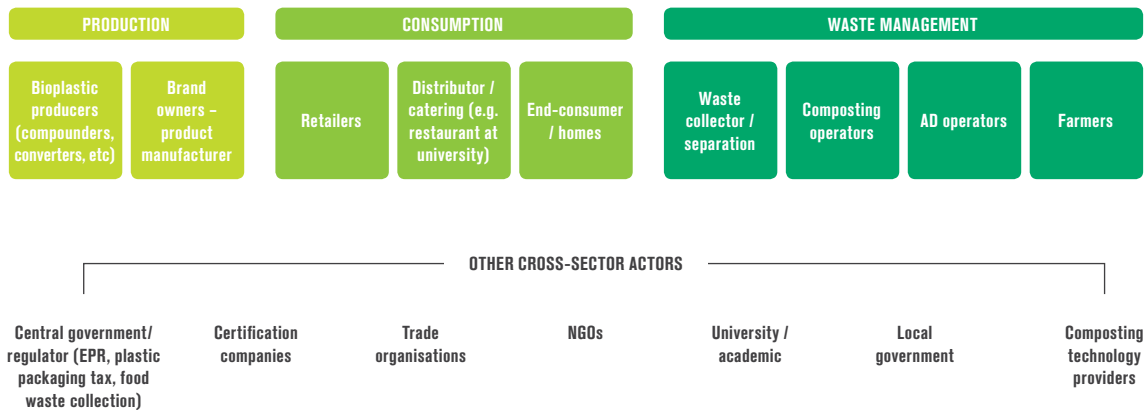 PRODUCTION
CONSUMPTION
WASTE MANAGEMENT
Bioplastic
producers
(compounders,
converters, etc)
Brand
owners –
product
manufacturer
Retailers
Distributor /
catering (e.g.
restaurant at
university)
End-consumer
/ homes
Waste
collector /
separation
Composting
operators
AD operators
Farmers
OTHER CROSS-SECTOR ACTORS
Central government/
regulator (EPR, plastic
packaging tax, food
waste collection)
Certification
companies
Trade
organisations
NGOs
University /
academic
Local
government
Composting
technology
providers